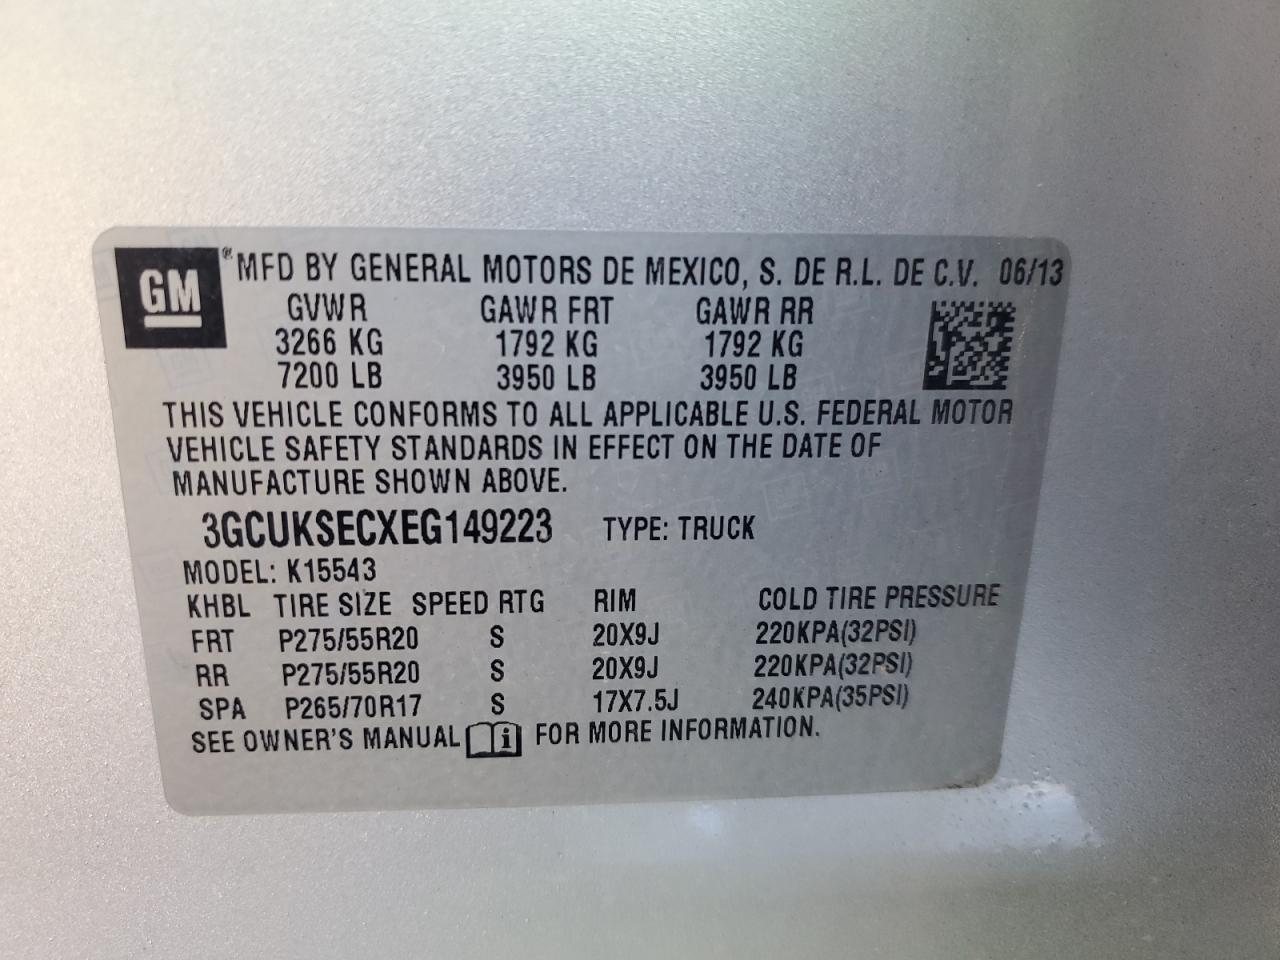 GM ® MFD BY GENERAL MOTORS DE MEXICO, S. DE R.L. DE C.V. 06/13
GVWR GAWR FRT GAWR RR
3266 KG 1792 KG 1792 KG
7200 LB 3950 LB 3950 LB
THIS VEHICLE CONFORMS TO ALL APPLICABLE U.S. FEDERAL MOTOR
VEHICLE SAFETY STANDARDS IN EFFECT ON THE DATE OF
MANUFACTURE SHOWN ABOVE.
3GCUKSECXEG149223 TYPE: TRUCK
MODEL: K15543
KHBL TIRE SIZE SPEED RTG RIM COLD TIRE PRESSURE
FRT P275/55R20 S 20X9J 220KPA(32PSI)
RR P275/55R20 S 20X9J 220KPA(32PSI)
SPA P265/70R17 S 17X7.5J 240KPA(35PSI)
SEE OWNER'S MANUAL i FOR MORE INFORMATION.